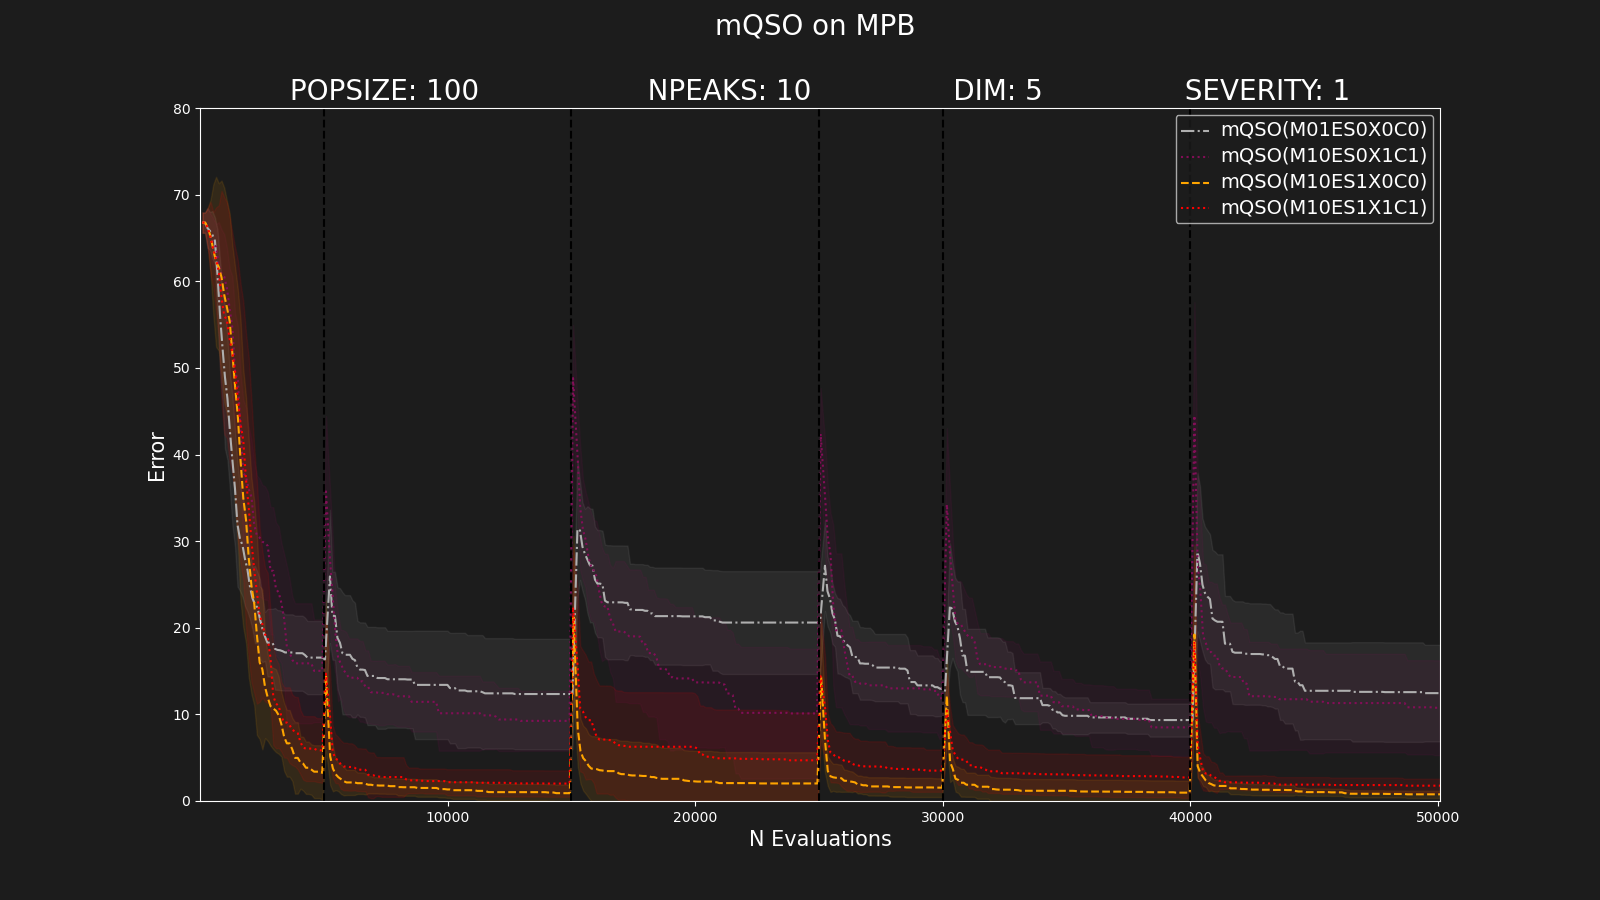 mQSO on MPB
POPSIZE: 100 NPEAKS: 10 DIM: 5 SEVERITY: 1
mQSO(M01ES0X0C0)
mQSO(M10ES0X1C1)
mQSO(M10ES1X0C0)
mQSO(M10ES1X1C1)
80
70
60
50
40
30
20
10
0
Error
10000 20000 30000 40000 50000
N Evaluations